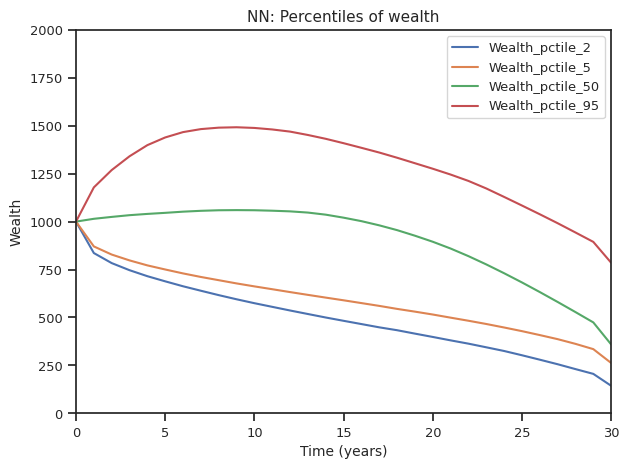 NN: Percentiles of wealth
2000
1750
1500
1250
1000
750
500
250
0
Wealth
Wealth_pctile_2
Wealth_pctile_5
Wealth_pctile_50
Wealth_pctile_95
0 5 10 15 20 25 30
Time (years)